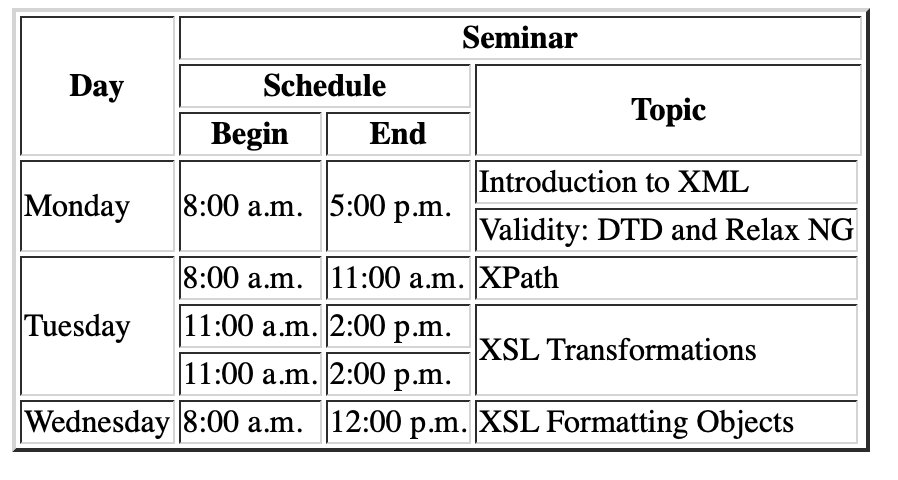 Day
Seminar
Schedule
Topic
Begin End
Monday 8:00 a.m. 5:00 p.m. Introduction to XML
Validity: DTD and Relax NG
Tuesday 8:00 a.m. 11:00 a.m. XPath
11:00 a.m. 2:00 p.m. XSL Transformations
11:00 a.m. 2:00 p.m.
Wednesday 8:00 a.m. 12:00 p.m. XSL Formatting Objects